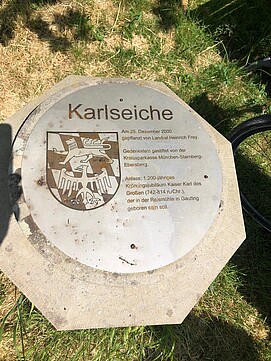 Karlseiche
Am 25. Dezember 2000
gepflanzt von Landrat Heinrich Frey.
Gedenkstein gestiftet von der
Kreissparkasse München-Starnberg-
Ebersberg.
Anlass: 1.200-jähriges
Krönungsjubiläum Kaiser Karl des
Großen (742-814 n.Chr.),
der in der Reismühle in Gauting
geboren sein soll.